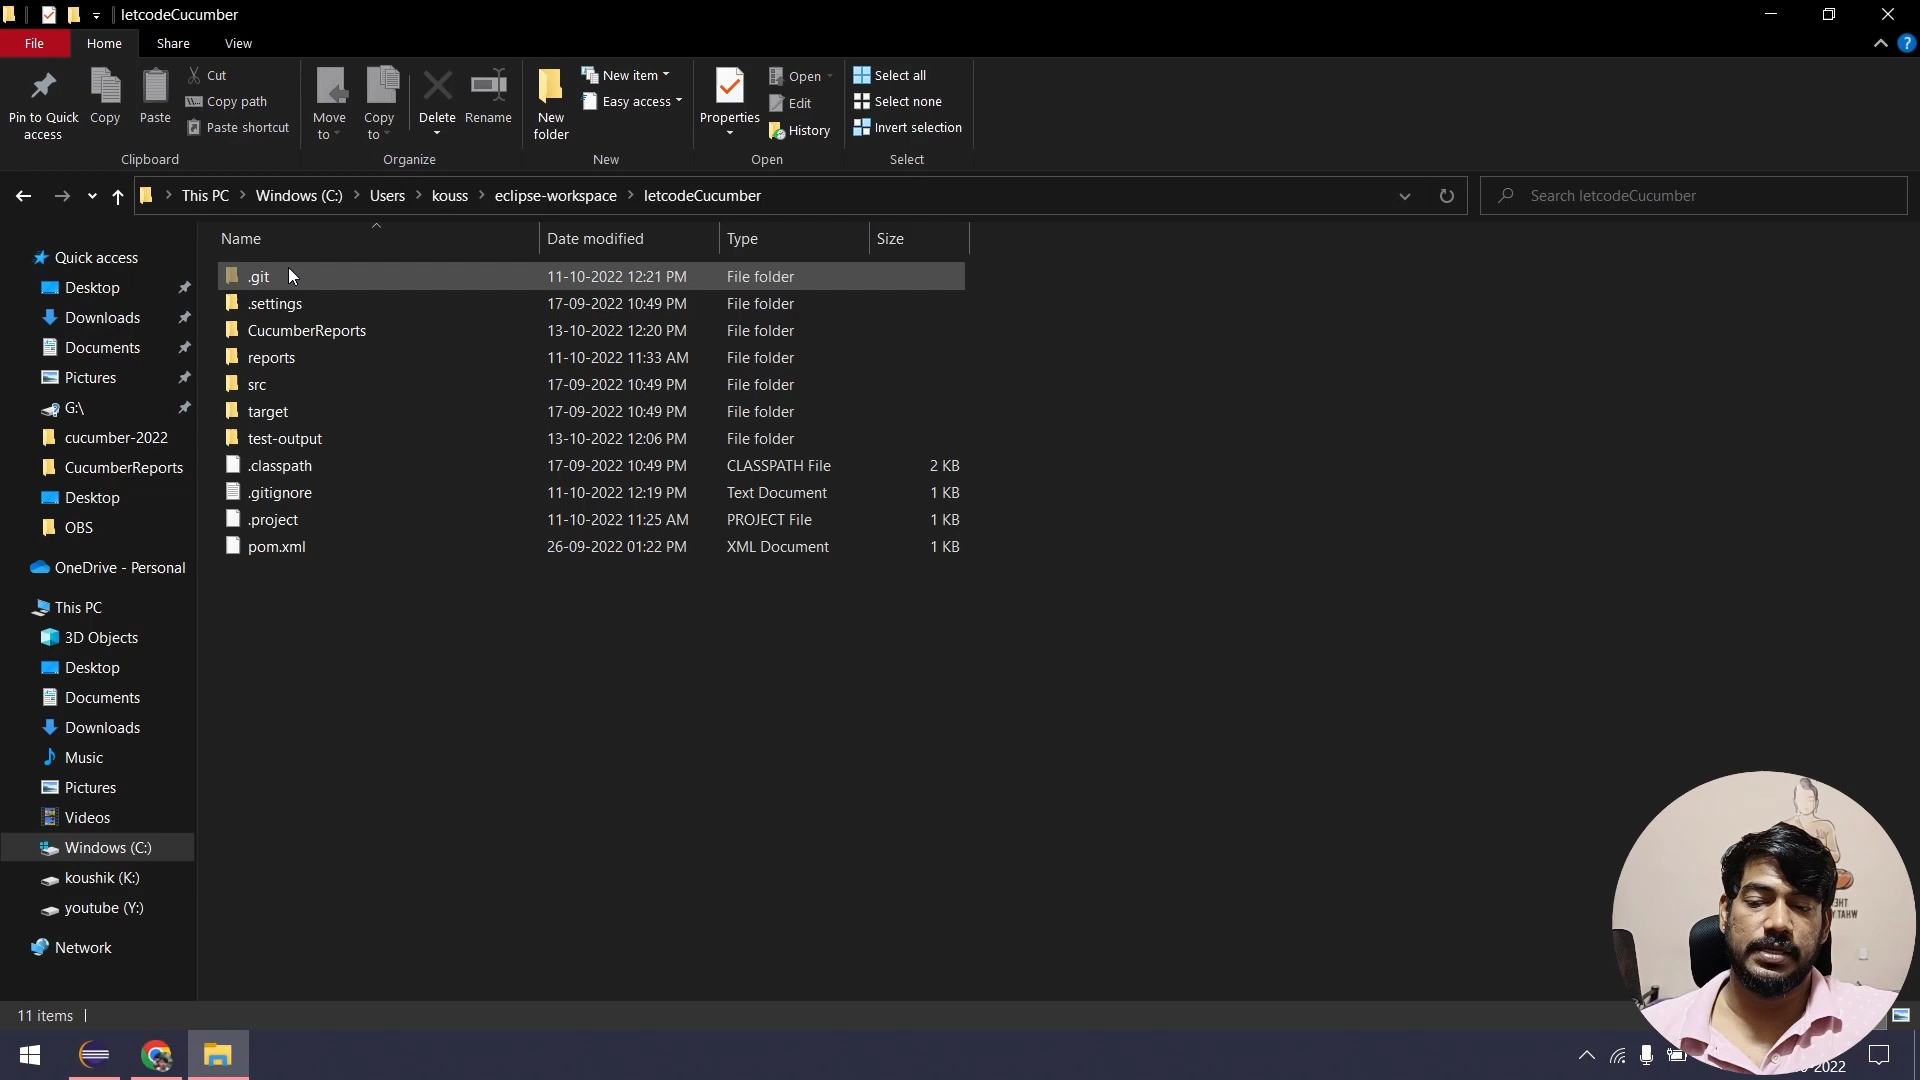 letcodeCucumber
File Home Share View
Pin to Quick access
Copy
Paste
Cut
Copy path
Paste shortcut
Clipboard
Move to
Copy to
Delete
Rename
Organize
New folder
New item
Easy access
New
Properties
Open
Edit
History
Open
Select all
Select none
Invert selection
Select
This PC Windows (C:) Users kouss eclipse-workspace letcodeCucumber
Search letcodeCucumber
Name Date modified Type Size
.git 11-10-2022 12:21 PM File folder
.settings 17-09-2022 10:49 PM File folder
CucumberReports 13-10-2022 12:20 PM File folder
reports 11-10-2022 11:33 AM File folder
src 17-09-2022 10:49 PM File folder
target 17-09-2022 10:49 PM File folder
test-output 13-10-2022 12:06 PM File folder
.classpath 17-09-2022 10:49 PM CLASSPATH File 2 KB
.gitignore 11-10-2022 12:19 PM Text Document 1 KB
.project 11-10-2022 11:25 AM PROJECT File 1 KB
pom.xml 26-09-2022 01:22 PM XML Document 1 KB
Quick access
Desktop
Downloads
Documents
Pictures
G:\
cucumber-2022
CucumberReports
Desktop
OBS
OneDrive - Personal
This PC
3D Objects
Desktop
Documents
Downloads
Music
Pictures
Videos
Windows (C:)
koushik (K:)
youtube (Y:)
Network
11 items